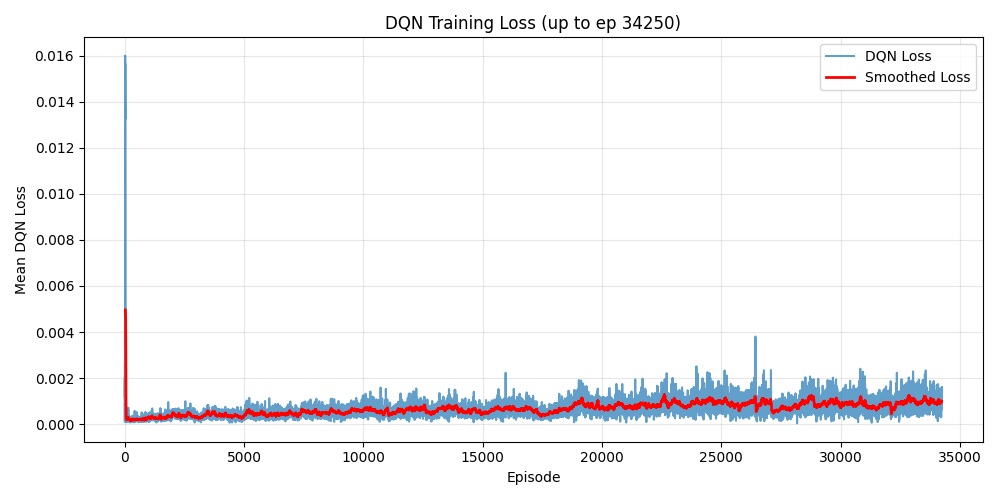 DQN Training Loss (up to ep 34250)
DQN Loss
Smoothed Loss
Mean DQN Loss
0.016
0.014
0.012
0.010
0.008
0.006
0.004
0.002
0.000
0 5000 10000 15000 20000 25000 30000 35000
Episode